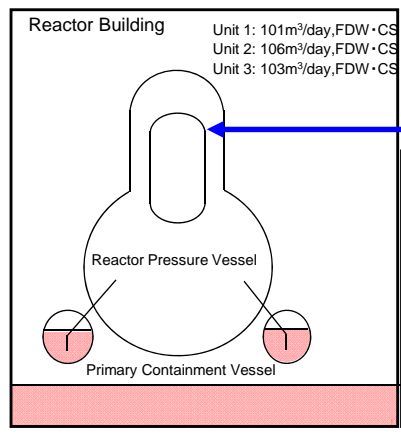 Reactor Building
Unit 1: 101m³/day,FDW・CS
Unit 2: 106m³/day,FDW・CS
Unit 3: 103m³/day,FDW・CS
Reactor Pressure Vessel
Primary Containment Vessel